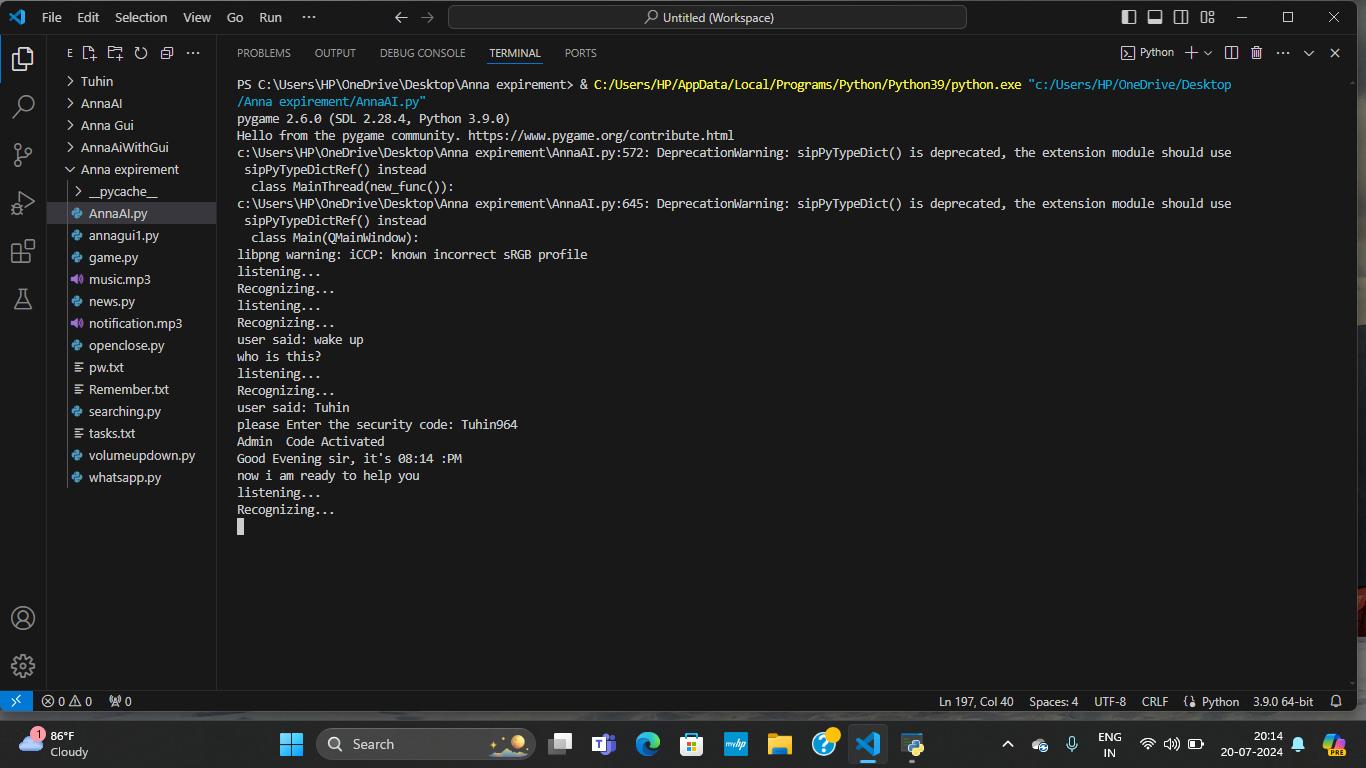 File Edit Selection View Go Run ··· Untitled (Workspace)
E
Tuhin
AnnaAI
Anna Gui
AnnaAiWithGui
Anna expirement
__pycache__
AnnaAI.py
annagui1.py
game.py
music.mp3
news.py
notification.mp3
openclose.py
pw.txt
Remember.txt
searching.py
tasks.txt
volumeupdown.py
whatsapp.py
PROBLEMS OUTPUT DEBUG CONSOLE TERMINAL PORTS Python
PS C:\Users\HP\OneDrive\Desktop\Anna expirement> & C:/Users/HP/AppData/Local/Programs/Python/Python39/python.exe "c:/Users/HP/OneDrive/Desktop
/Anna expirement/AnnaAI.py"
pygame 2.6.0 (SDL 2.28.4, Python 3.9.0)
Hello from the pygame community. https://www.pygame.org/contribute.html
c:\Users\HP\OneDrive\Desktop\Anna expirement\AnnaAI.py:572: DeprecationWarning: sipPyTypeDict() is deprecated, the extension module should use
sipPyTypeDictRef() instead
class MainThread(new_func()):
c:\Users\HP\OneDrive\Desktop\Anna expirement\AnnaAI.py:645: DeprecationWarning: sipPyTypeDict() is deprecated, the extension module should use
sipPyTypeDictRef() instead
class Main(QMainWindow):
libpng warning: iCCP: known incorrect sRGB profile
listening...
Recognizing...
listening...
Recognizing...
user said: wake up
who is this?
listening...
Recognizing...
user said: Tuhin
please Enter the security code: Tuhin964
Admin  Code Activated
Good Evening sir, it's 08:14 :PM
now i am ready to help you
listening...
Recognizing...
0 0 0 Ln 197, Col 40 Spaces: 4 UTF-8 CRLF Python 3.9.0 64-bit
1 86°F
Cloudy
Search
myhp
ENG
IN
20:14
20-07-2024
PRE